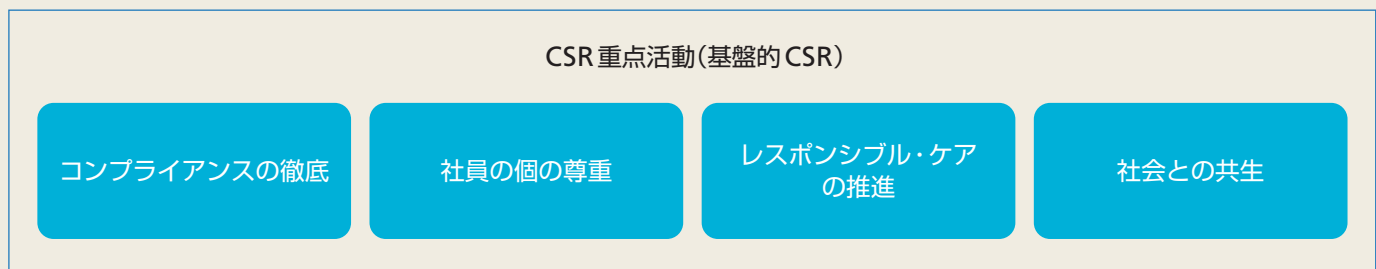 CSR重点活動(基盤的CSR)
コンプライアンスの徹底
社員の個の尊重
レスポンシブル・ケア
の推進
社会との共生